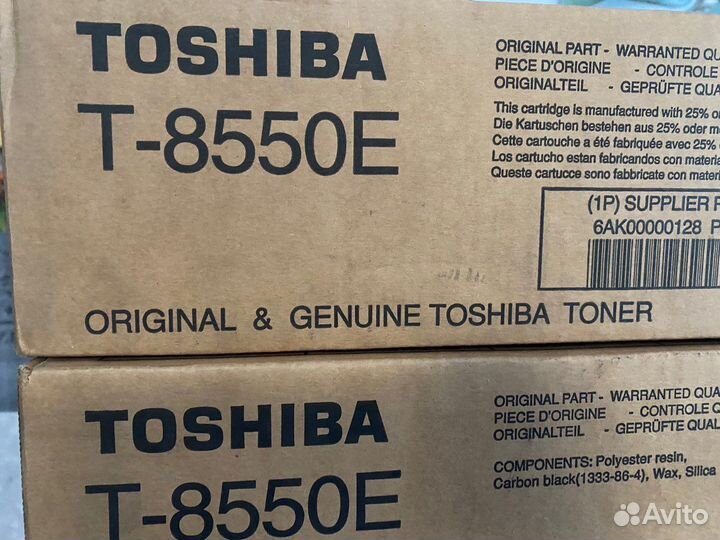 TOSHIBA
T-8550E
ORIGINAL PART - WARRANTED
PIECE D'ORIGINE - CONTROLE
ORIGINALTEIL - GEPRÜFTE
This cartridge is manufactured with 25%
Die Kartuschen bestehen aus 25% oder
Cette cartouche a été fabriquée avec 25%
Los cartucho estan fabricandos con
Queste cartucce sono fabbricate con
(1P) SUPPLIER
6AK00000128
ORIGINAL & GENUINE TOSHIBA TONER
TOSHIBA
T-8550E
ORIGINAL PART - WARRANTED
PIECE D'ORIGINE - CONTROLE
ORIGINALTEIL - GEPRÜFTE
COMPONENTS: Polyester resin,
Carbon black(1333-86-4), Wax, Silica
Avito